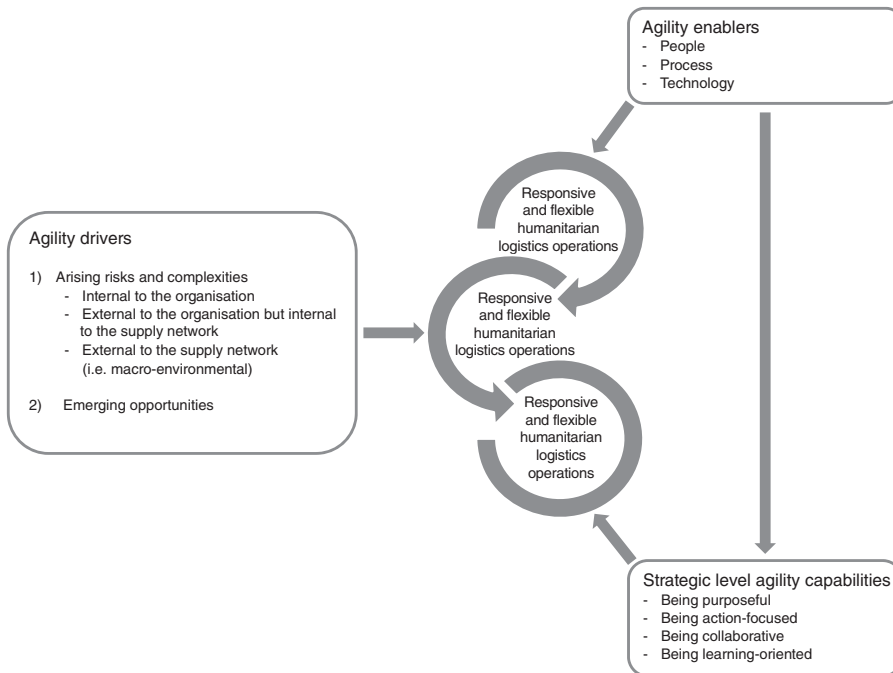 Agility enablers
- People
- Process
- Technology
Responsive
and flexible
humanitarian
logistics operations
Agility drivers
1) Arising risks and complexities
- Internal to the organisation
- External to the organisation but internal
to the supply network
- External to the supply network
(i.e. macro-environmental)
2) Emerging opportunities
Responsive
and flexible
humanitarian
logistics operations
Responsive
and flexible
humanitarian
logistics
operations
Strategic level agility capabilities
- Being purposeful
- Being action-focused
- Being collaborative
- Being learning-oriented